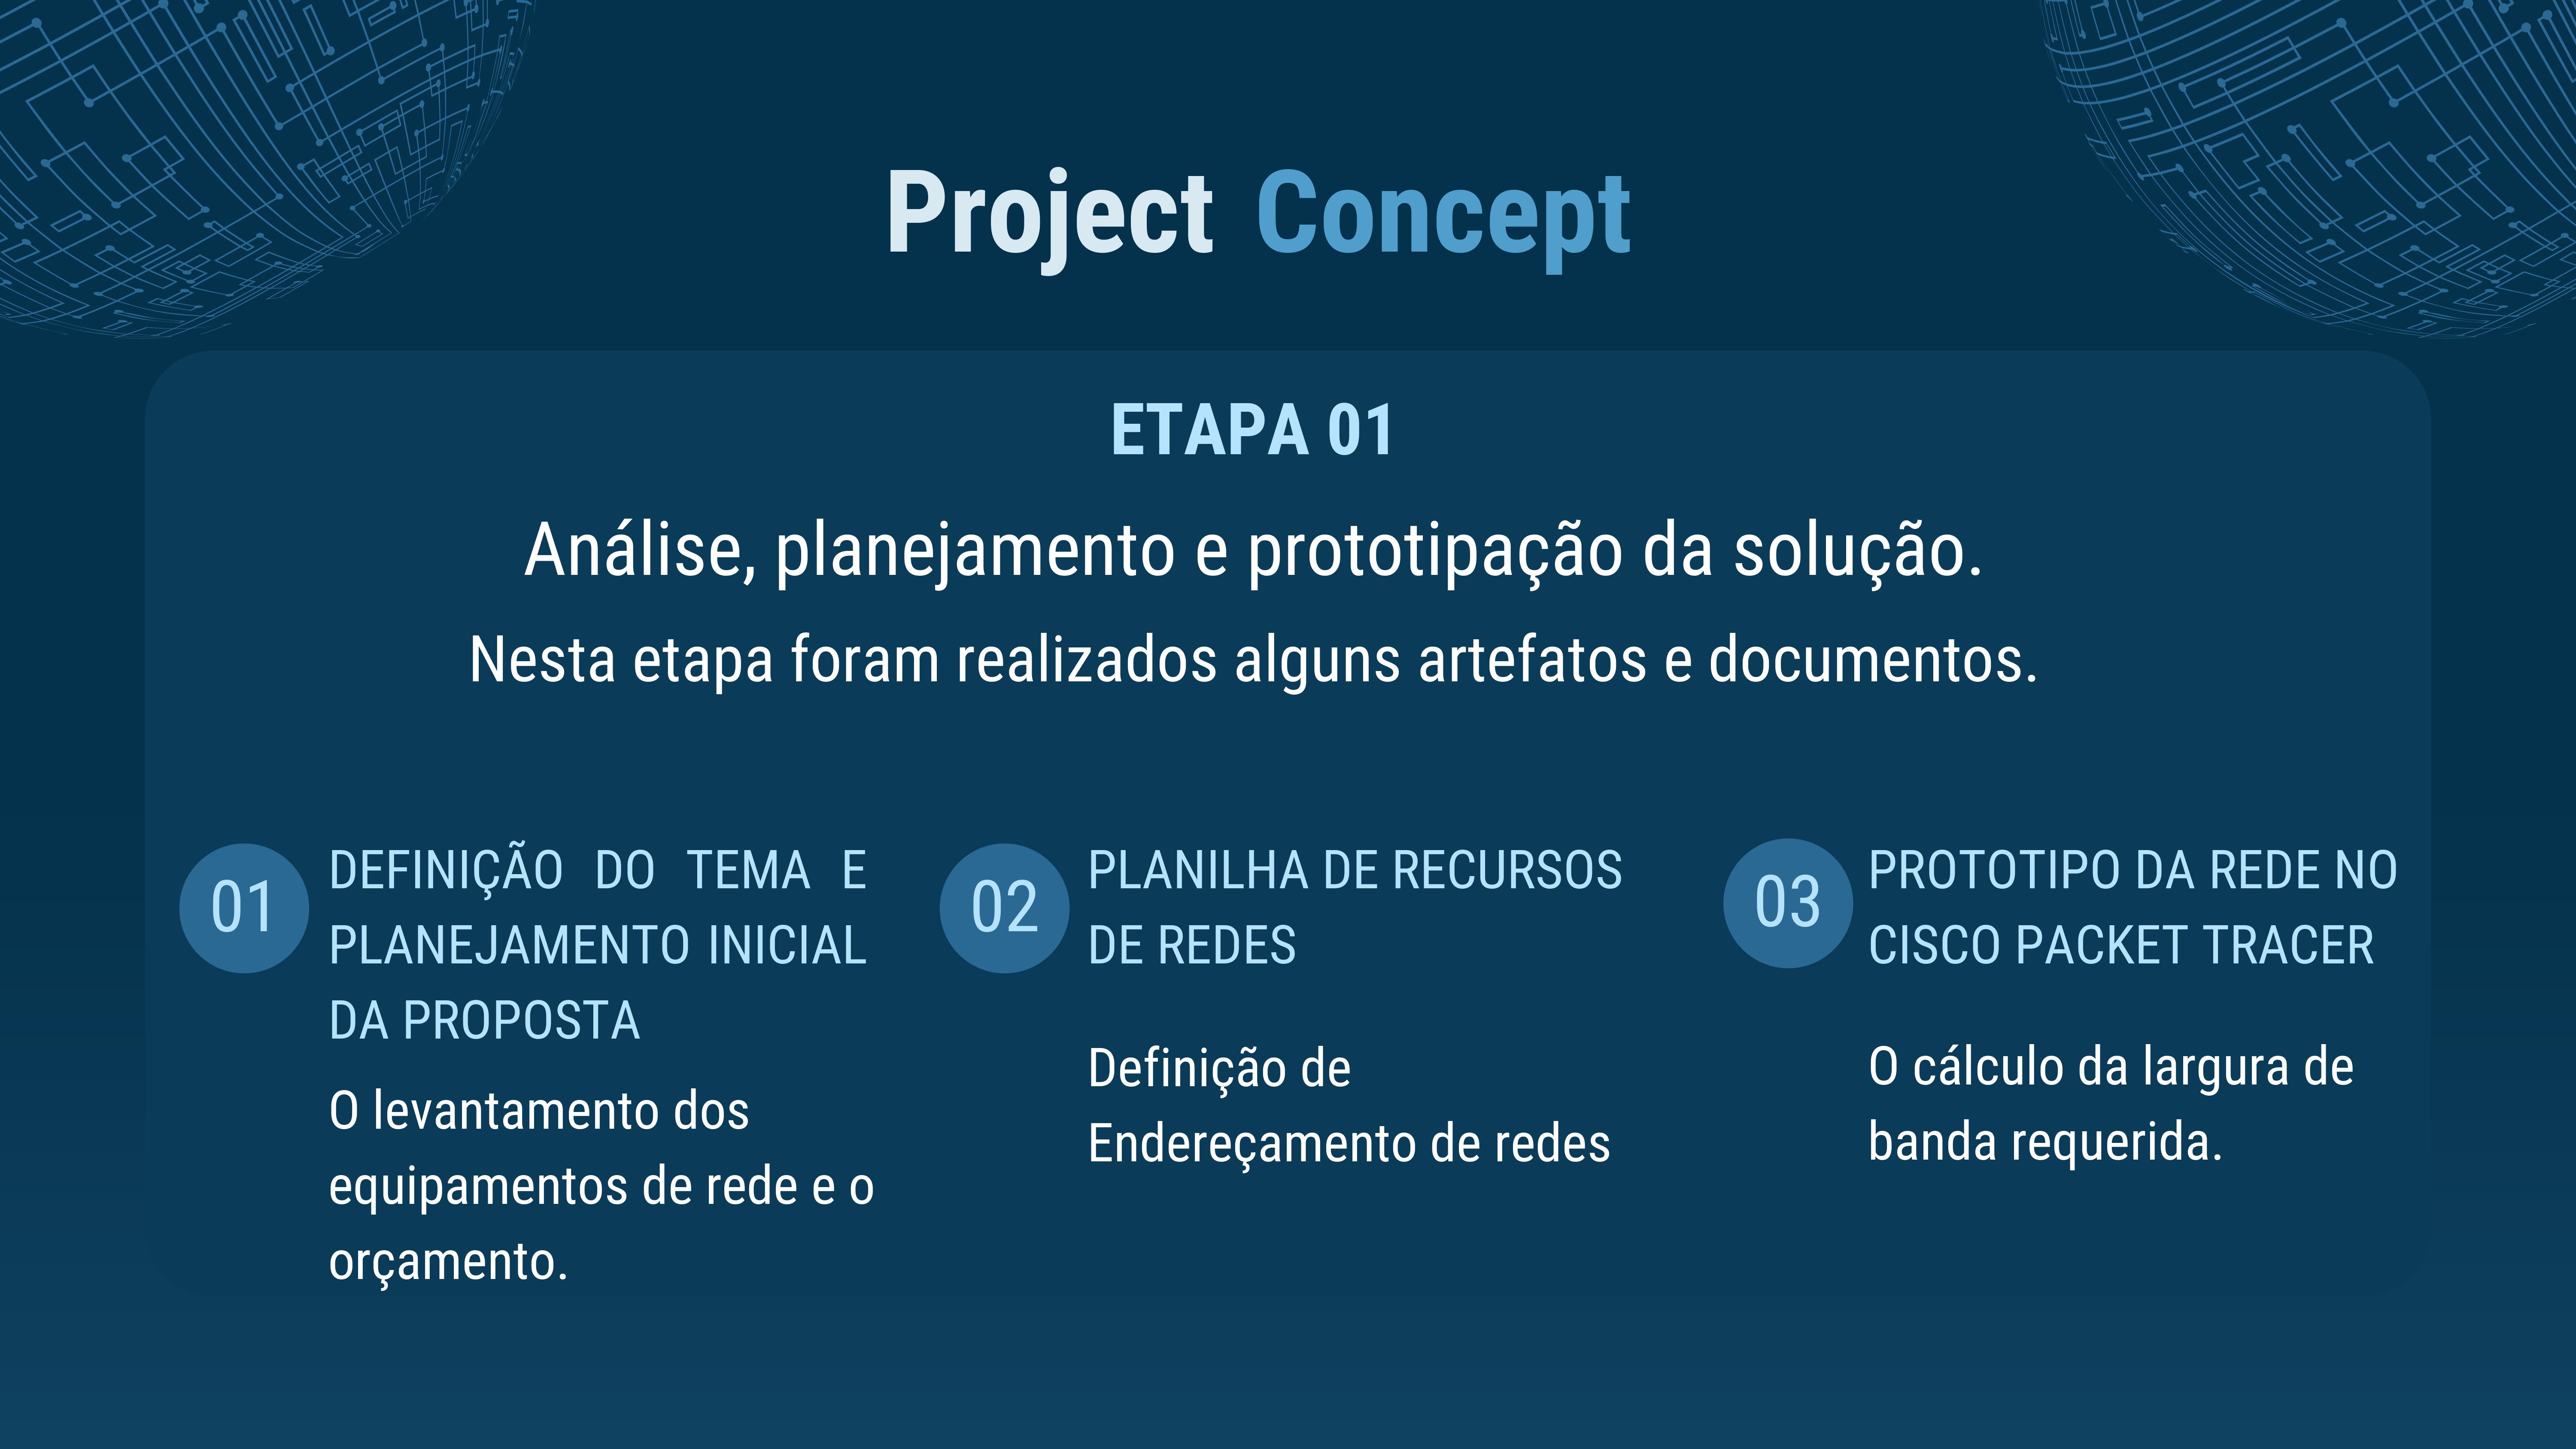 Project Concept
ETAPA 01
Análise, planejamento e prototipação da solução.
Nesta etapa foram realizados alguns artefatos e documentos.
01
DEFINIÇÃO DO TEMA E
PLANEJAMENTO INICIAL
DA PROPOSTA
O levantamento dos
equipamentos de rede e o
orçamento.
02
PLANILHA DE RECURSOS
DE REDES
Definição de
Endereçamento de redes
03
PROTOTIPO DA REDE NO
CISCO PACKET TRACER
O cálculo da largura de
banda requerida.